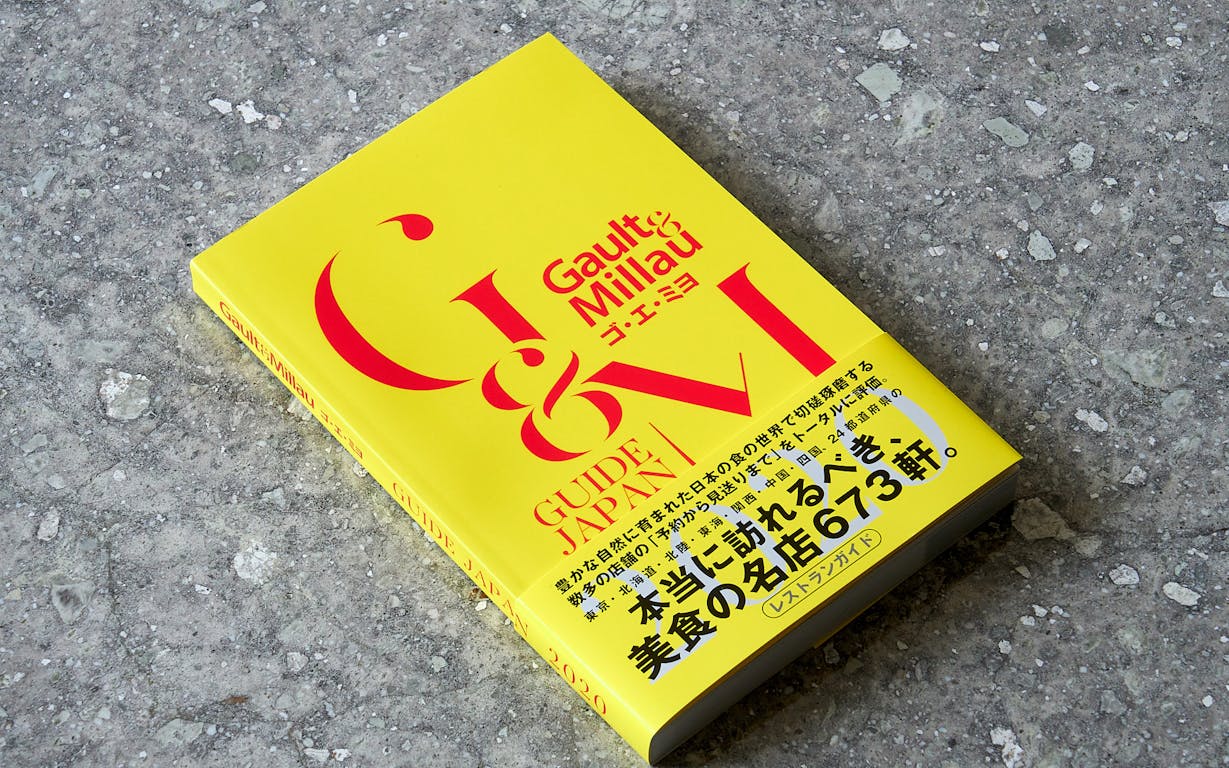 G&M
Gault&
Millau
ゴ・エ・ミヨ
GUIDE
JAPAN
豊かな自然に育まれた日本の食の世界で切磋琢磨する
数多の店舗の「予約から見送りまで」をトータルに評価。
東京・北海道・北陸・東海・関西・中国・四国、24都道府県の
本当に訪れるべき、
美食の名店673軒。
レストランガイド
Gault&Millau ゴ・エ・ミヨ GUIDE JAPAN 2020